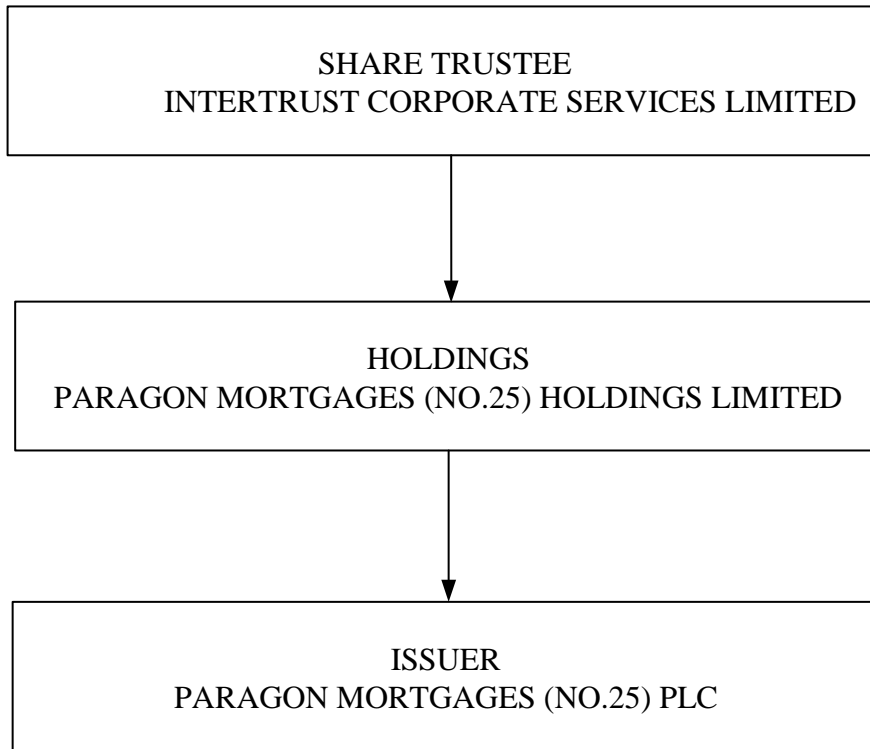 SHARE TRUSTEE
INTERTRUST CORPORATE SERVICES LIMITED
HOLDINGS
PARAGON MORTGAGES (NO.25) HOLDINGS LIMITED
ISSUER
PARAGON MORTGAGES (NO.25) PLC